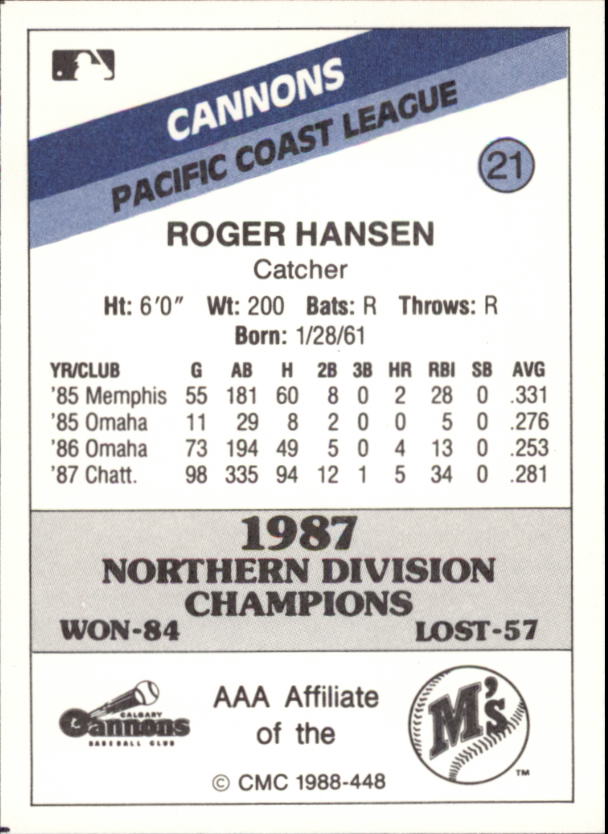 CANNONS
PACIFIC COAST LEAGUE
21
ROGER HANSEN
Catcher
Ht: 6'0" Wt: 200 Bats: R Throws: R
Born: 1/28/61
YR/CLUB G AB H 2B 3B HR RBI SB AVG
'85 Memphis 55 181 60 8 0 2 28 0 .331
'85 Omaha 11 29 8 2 0 0 5 0 .276
'86 Omaha 73 194 49 5 0 4 13 0 .253
'87 Chatt. 98 335 94 12 1 5 34 0 .281
1987
NORTHERN DIVISION
CHAMPIONS
WON-84 LOST-57
CALGARY
Cannons
BASEBALL CLUB
AAA Affiliate
of the
M's
TM
© CMC 1988-448